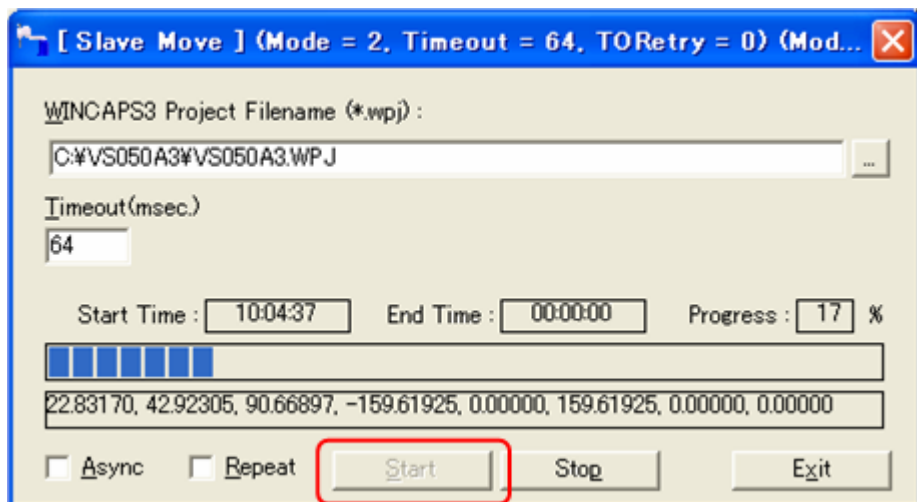 [ Slave Move ] (Mode = 2, Timeout = 64, TORetry = 0) (Mod...
WINCAPS3 Project Filename (*.wpj) :
C:¥VS050A3¥VS050A3.WPJ
...
Timeout(msec.)
64
Start Time : 10:04:37 End Time : 00:00:00 Progress : 17 %
22.83170, 42.92305, 90.66897, -159.61925, 0.00000, 159.61925, 0.00000, 0.00000
Async Repeat Start Stop Exit